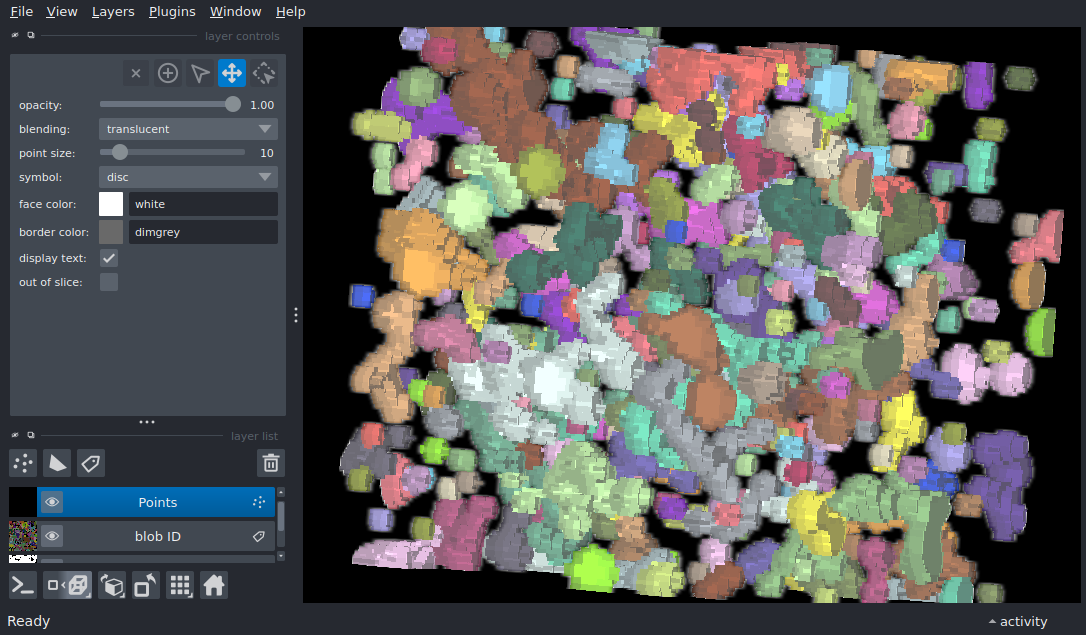 File View Layers Plugins Window Help
layer controls
opacity: 1.00
blending: translucent
point size: 10
symbol: disc
face color: white
border color: dimgrey
display text:
out of slice:
layer list
Points
blob ID
Ready activity